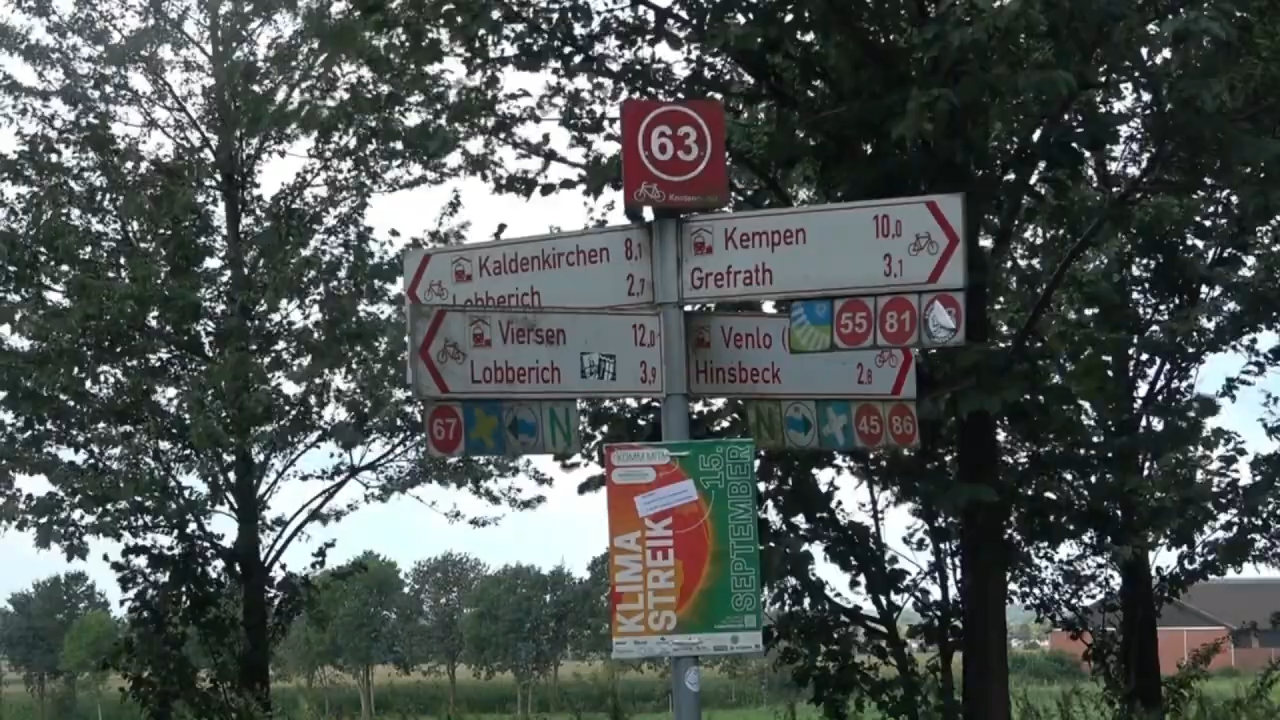 63
Kaldenkirchen 8,1
Lobberich 2,7
Kempen 10,0
Grefrath 3,1
55 81
Viersen 12,0
Lobberich 3,9
Venlo (
Hinsbeck 2,8
67 N
N 45 86
KOMM MIT
15.
SEPTEMBER
KLIMA
STREIK